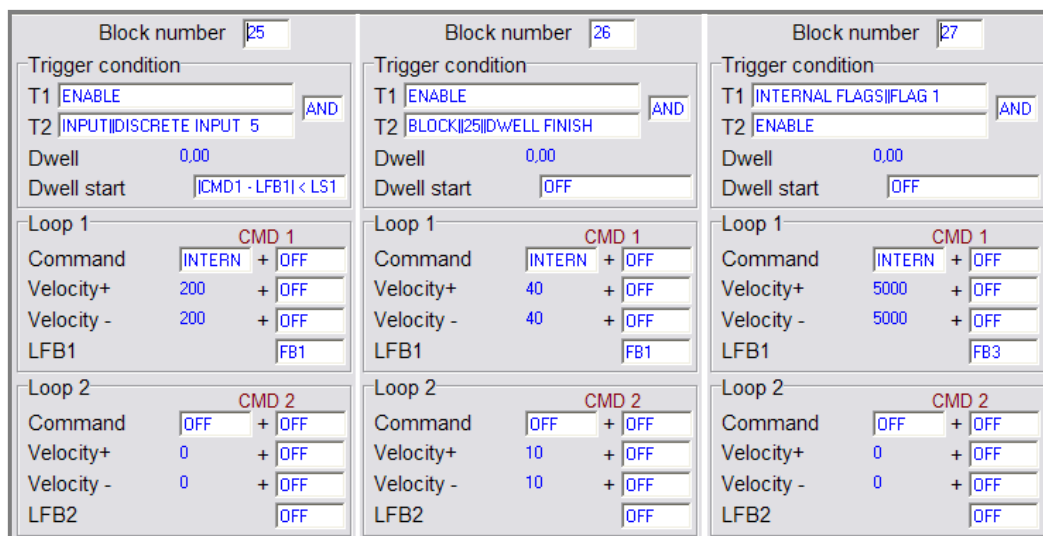 Block number 25
Trigger condition
T1 ENABLE
AND
T2 INPUT||DISCRETE INPUT 5
Dwell 0,00
Dwell start |CMD1 - LFB1| < LS1
Loop 1
CMD 1
Command INTERN + OFF
Velocity+ 200 + OFF
Velocity - 200 + OFF
LFB1 FB1
Loop 2
CMD 2
Command OFF + OFF
Velocity+ 0 + OFF
Velocity - 0 + OFF
LFB2 OFF
Block number 26
Trigger condition
T1 ENABLE
AND
T2 BLOCK||25||DWELL FINISH
Dwell 0,00
Dwell start OFF
Loop 1
CMD 1
Command INTERN + OFF
Velocity+ 40 + OFF
Velocity - 40 + OFF
LFB1 FB1
Loop 2
CMD 2
Command OFF + OFF
Velocity+ 10 + OFF
Velocity - 10 + OFF
LFB2 OFF
Block number 27
Trigger condition
T1 INTERNAL FLAGS||FLAG 1
AND
T2 ENABLE
Dwell 0,00
Dwell start OFF
Loop 1
CMD 1
Command INTERN + OFF
Velocity+ 5000 + OFF
Velocity - 5000 + OFF
LFB1 FB3
Loop 2
CMD 2
Command OFF + OFF
Velocity+ 0 + OFF
Velocity - 0 + OFF
LFB2 OFF